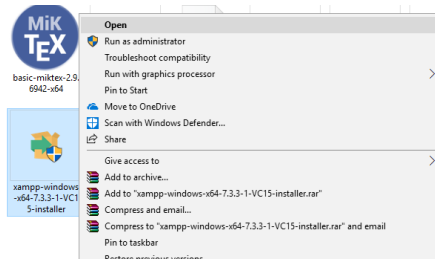 MiK
TEX
basic-miktex-2.9.
6942-x64
xampp-windows
-x64-7.3.3-1-VC1
5-installer
Open
Run as administrator
Troubleshoot compatibility
Run with graphics processor
Pin to Start
Move to OneDrive
Scan with Windows Defender...
Share
Give access to
Add to archive...
Add to "xampp-windows-x64-7.3.3-1-VC15-installer.rar"
Compress and email...
Compress to "xampp-windows-x64-7.3.3-1-VC15-installer.rar" and email
Pin to taskbar
Restore previous versions